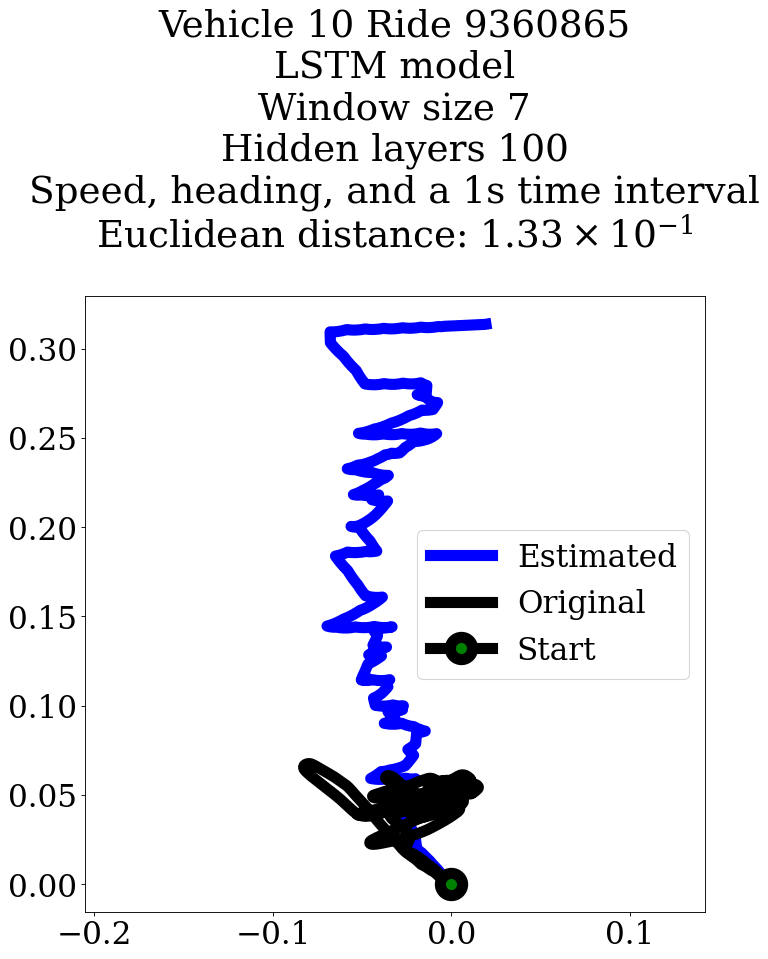 Vehicle 10 Ride 9360865
LSTM model
Window size 7
Hidden layers 100
Speed, heading, and a 1s time interval
Euclidean distance: 1.33 × 10⁻¹
0.30
0.25
0.20
0.15
0.10
0.05
0.00
Estimated
Original
Start
−0.2 −0.1 0.0 0.1